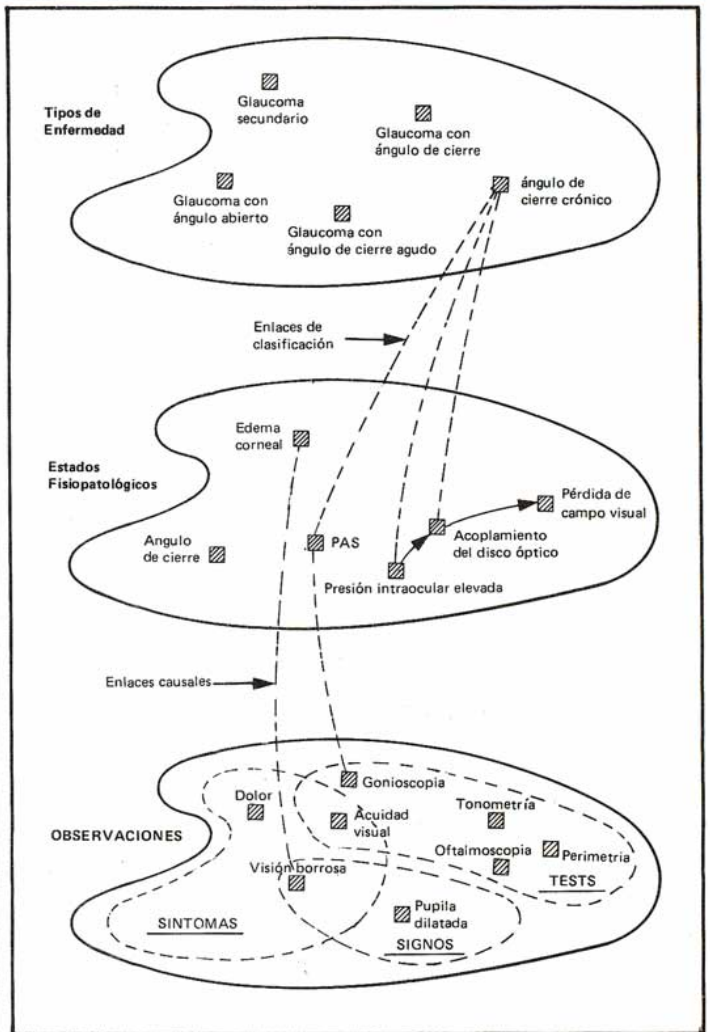 Tipos de
Enfermedad
Glaucoma
secundario
Glaucoma con
ángulo de cierre
Glaucoma con
ángulo abierto
Glaucoma con
ángulo de cierre agudo
ángulo de
cierre crónico
Enlaces de
clasificación
Estados
Fisiopatológicos
Edema
corneal
Angulo
de cierre
PAS
Pérdida de
campo visual
Acoplamiento
del disco óptico
Presión intraocular elevada
Enlaces causales
OBSERVACIONES
Gonioscopia
Dolor
Acuidad
visual
Tonometría
Oftalmoscopia
Perimetría
TESTS
Visión borrosa
Pupila
dilatada
SINTOMAS
SIGNOS